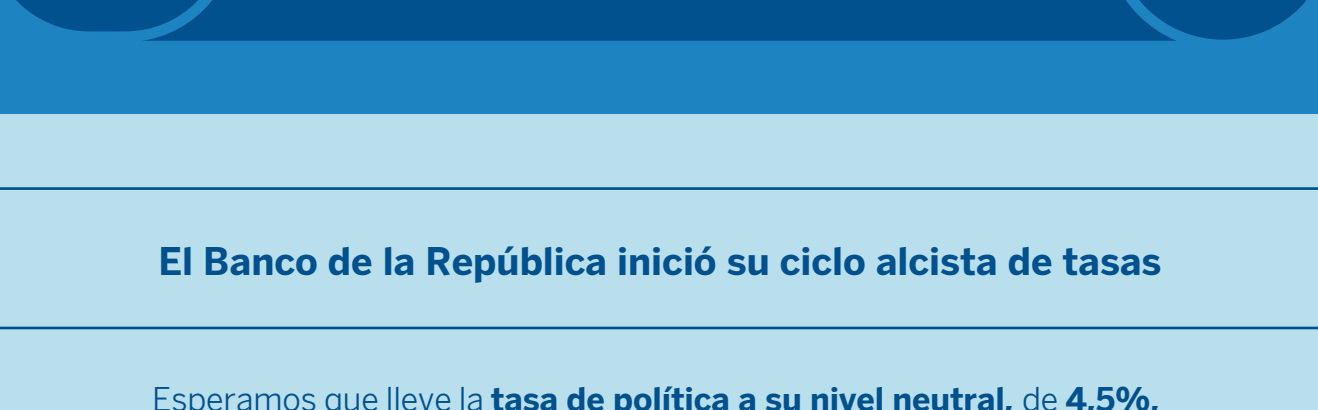 El Banco de la República inició su ciclo alcista de tasas
Esperamos que lleve la tasa de política a su nivel neutral, de 4,5%,